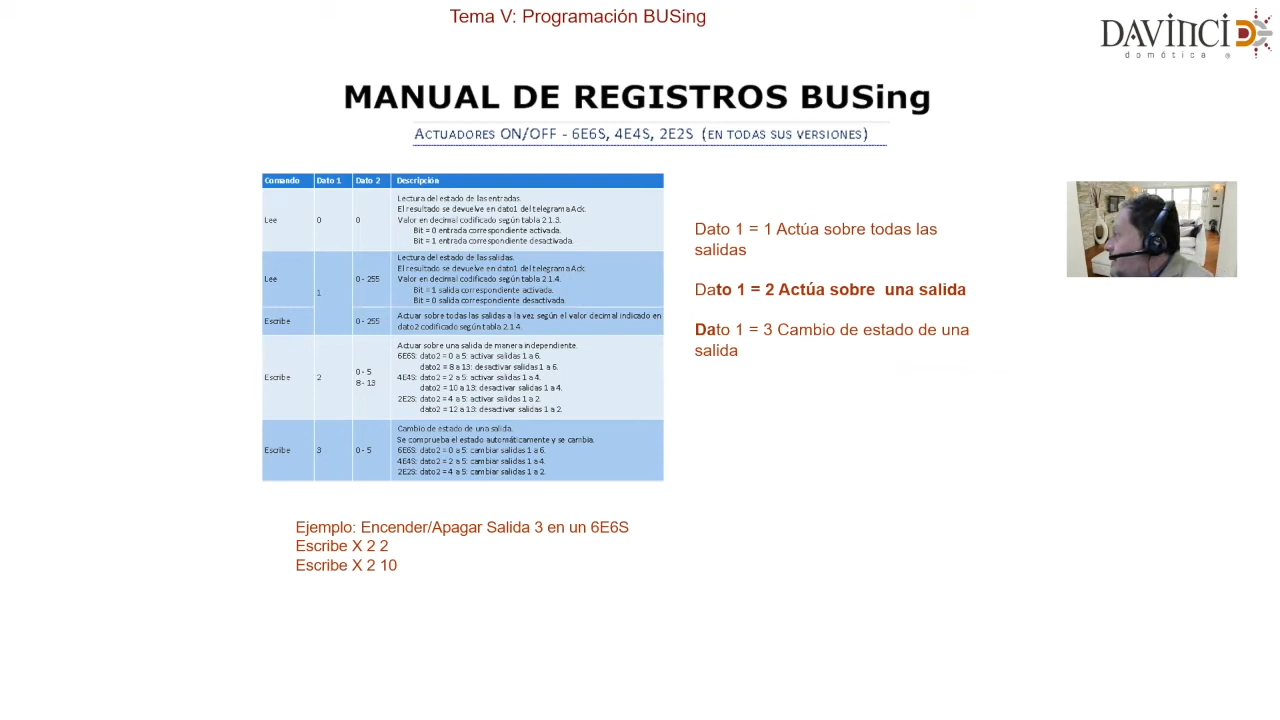 Tema V: Programación BUSing
DAVINCI
domótica ®
MANUAL DE REGISTROS BUSing
ACTUADORES ON/OFF - 6E6S, 4E4S, 2E2S (EN TODAS SUS VERSIONES)
Comando Dato 1 Dato 2 Descripción
Lectura del estado de las entradas.
El resultado se devuelve en dato1 del telegrama Ack.
Lee 0 0 Valor en decimal codificado según tabla 2.1.3.
Bit = 0 entrada correspondiente activada.
Bit = 1 entrada correspondiente desactivada.
Lectura del estado de las salidas.
El resultado se devuelve en dato1 del telegrama Ack.
Lee 1 0 - 255 Valor en decimal codificado según tabla 2.1.4.
Bit = 1 salida correspondiente activada.
Bit = 0 salida correspondiente desactivada.
Escribe 0 - 255 Actuar sobre todas las salidas a la vez según el valor decimal indicado en
dato2 codificado según tabla 2.1.4.
Actuar sobre una salida de manera independiente.
6E6S: dato2 = 0 a 5: activar salidas 1 a 6.
dato2 = 8 a 13: desactivar salidas 1 a 6.
Escribe 2 0 - 5 8 - 13 4E4S: dato2 = 2 a 5: activar salidas 1 a 4.
dato2 = 10 a 13: desactivar salidas 1 a 4.
2E2S: dato2 = 4 a 5: activar salidas 1 a 2.
dato2 = 12 a 13: desactivar salidas 1 a 2.
Cambio de estado de una salida.
Se comprueba el estado automáticamente y se cambia.
Escribe 3 0 - 5 6E6S: dato2 = 0 a 5: cambiar salidas 1 a 6.
4E4S: dato2 = 2 a 5: cambiar salidas 1 a 4.
2E2S: dato2 = 4 a 5: cambiar salidas 1 a 2.
Dato 1 = 1 Actúa sobre todas las
salidas
Dato 1 = 2 Actúa sobre una salida
Dato 1 = 3 Cambio de estado de una
salida
Ejemplo: Encender/Apagar Salida 3 en un 6E6S
Escribe X 2 2
Escribe X 2 10